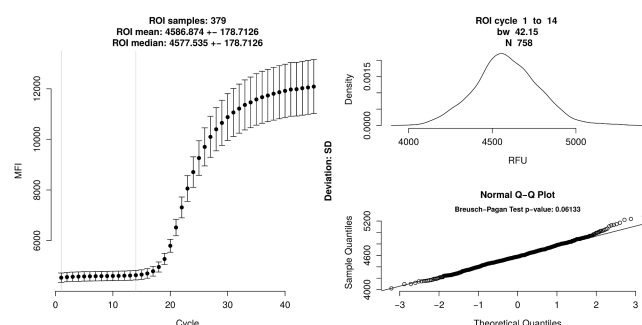 ROI samples: 379
ROI mean: 4586.874 +− 178.7126
ROI median: 4577.535 +− 178.7126
MFI
6000
8000
10000
12000
0
10
20
30
40
Cycle
Deviation: SD
ROI cycle 1 to 14
bw 42.15
N 758
Density
0.0000
0.0015
4000
4500
5000
RFU
Normal Q−Q Plot
Breusch−Pagan Test p−value: 0.06133
Sample Quantiles
4000
4600
5200
−3
−2
−1
0
1
2
3
Theoretical Quantiles